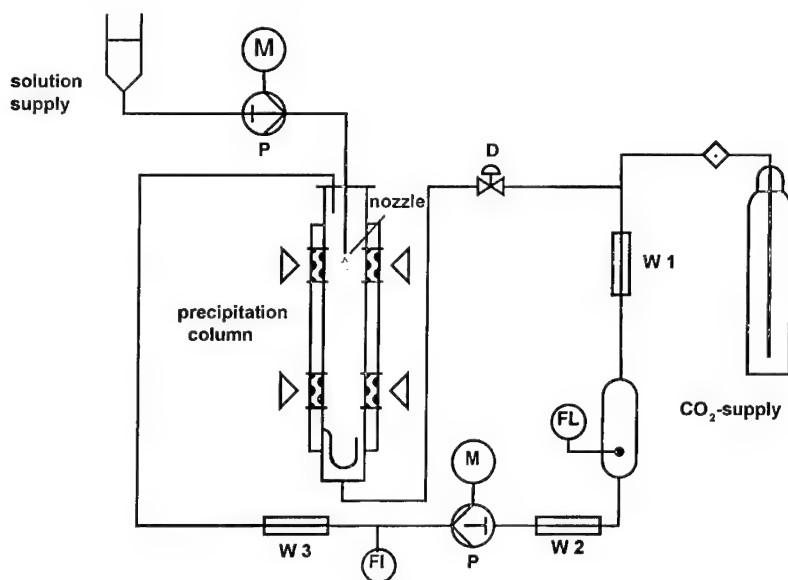 M
solution
supply
P
D
nozzle
W 1
precipitation
column
CO₂-supply
FL
M
W 3
FI
P
W 2